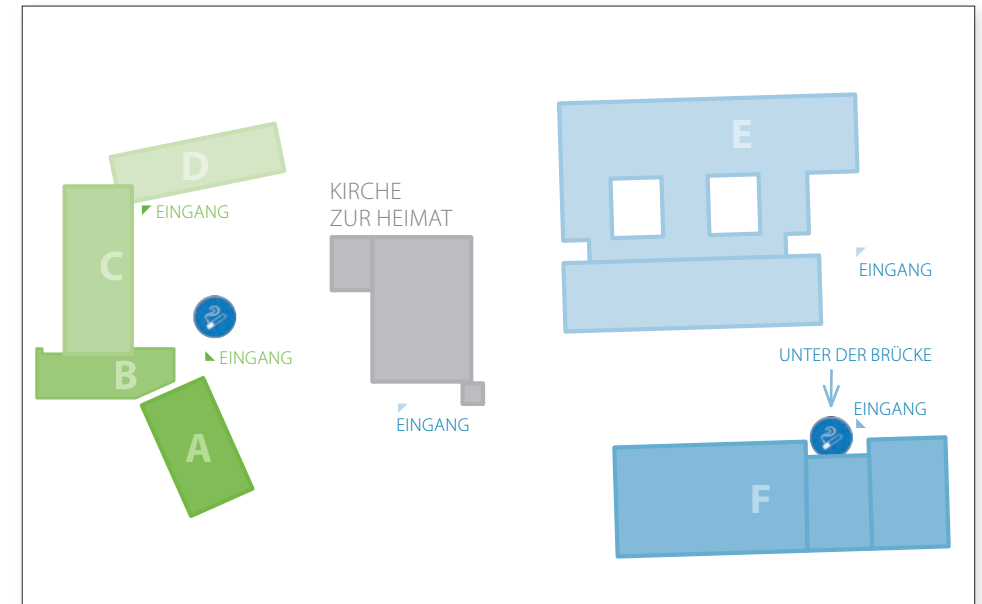 E
D
EINGANG
KIRCHE
ZUR HEIMAT
C
EINGANG
EINGANG
UNTER DER BRÜCKE
B
EINGANG
EINGANG
A
F